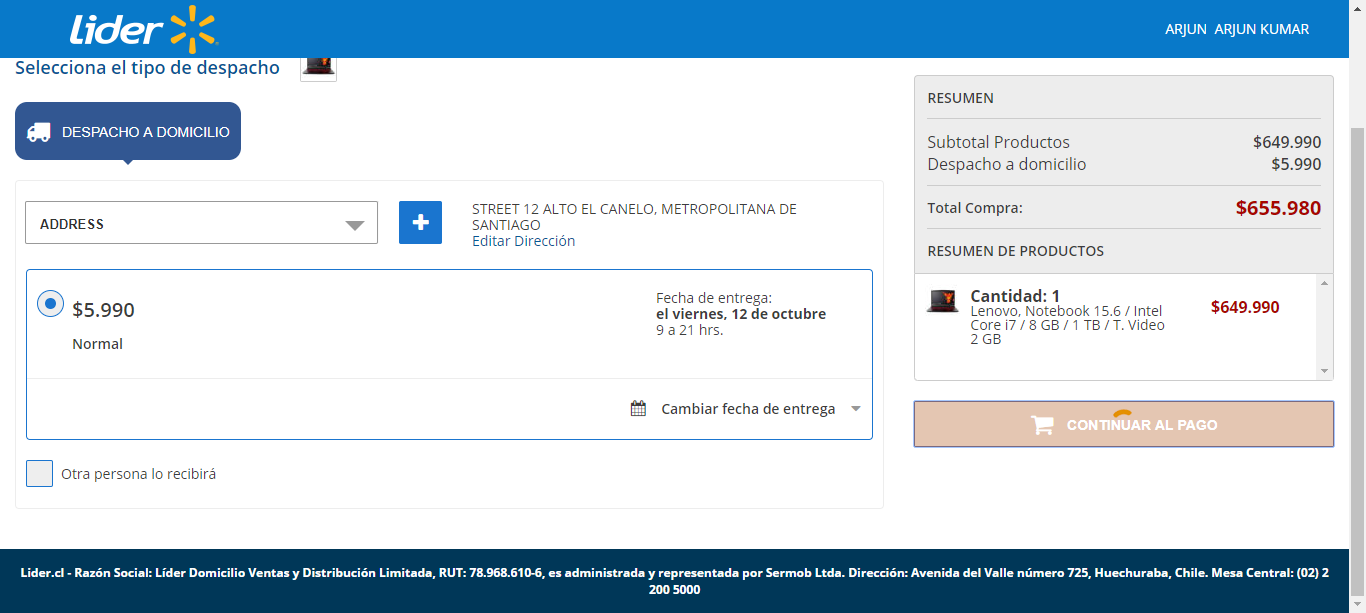 Lider
ARJUN ARJUN KUMAR
Selecciona el tipo de despacho
DESPACHO A DOMICILIO
ADDRESS
+
STREET 12 ALTO EL CANELO, METROPOLITANA DE
SANTIAGO
Editar Dirección
$5.990
Normal
Fecha de entrega:
el viernes, 12 de octubre
9 a 21 hrs.
Cambiar fecha de entrega
Otra persona lo recibirá
RESUMEN
Subtotal Productos $649.990
Despacho a domicilio $5.990
Total Compra: $655.980
RESUMEN DE PRODUCTOS
Cantidad: 1
Lenovo, Notebook 15.6 / Intel
Core i7 / 8 GB / 1 TB / T. Video
2 GB
$649.990
CONTINUAR AL PAGO
Lider.cl - Razón Social: Líder Domicilio Ventas y Distribución Limitada, RUT: 78.968.610-6, es administrada y representada por Sermob Ltda. Dirección: Avenida del Valle número 725, Huechuraba, Chile. Mesa Central: (02) 2
200 5000